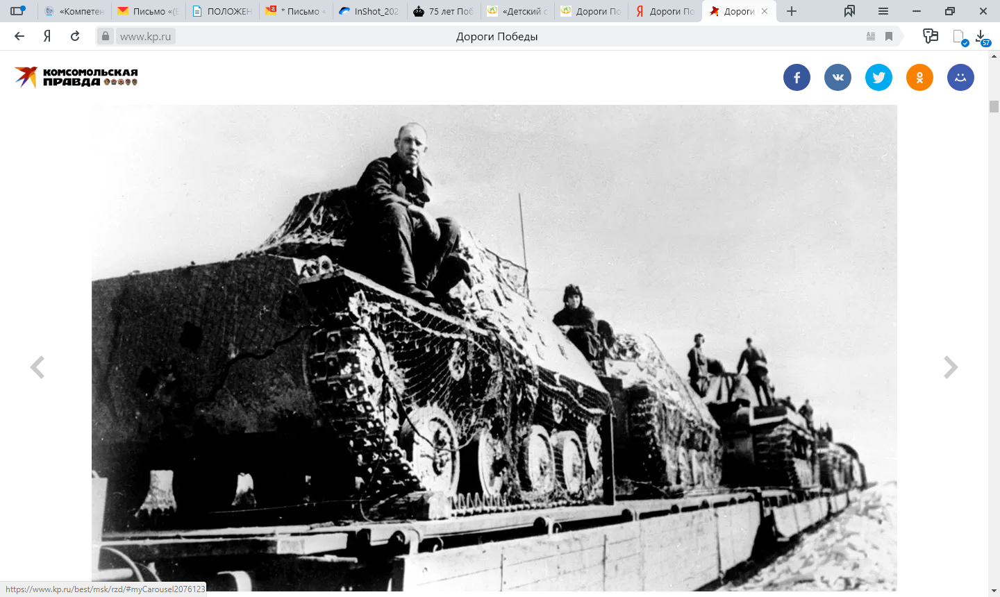 «Компетен
Письмо «(Б
ПОЛОЖЕН
2
* Письмо «
InShot_202
75 лет Поб
«Детский с
Дороги По
Я
Дороги По
Дороги
Я
www.kp.ru
Дороги Победы
57
КОМСОМОЛЬСКАЯ
ПРАВДА
https://www.kp.ru/best/msk/rzd/#myCarousel2076123